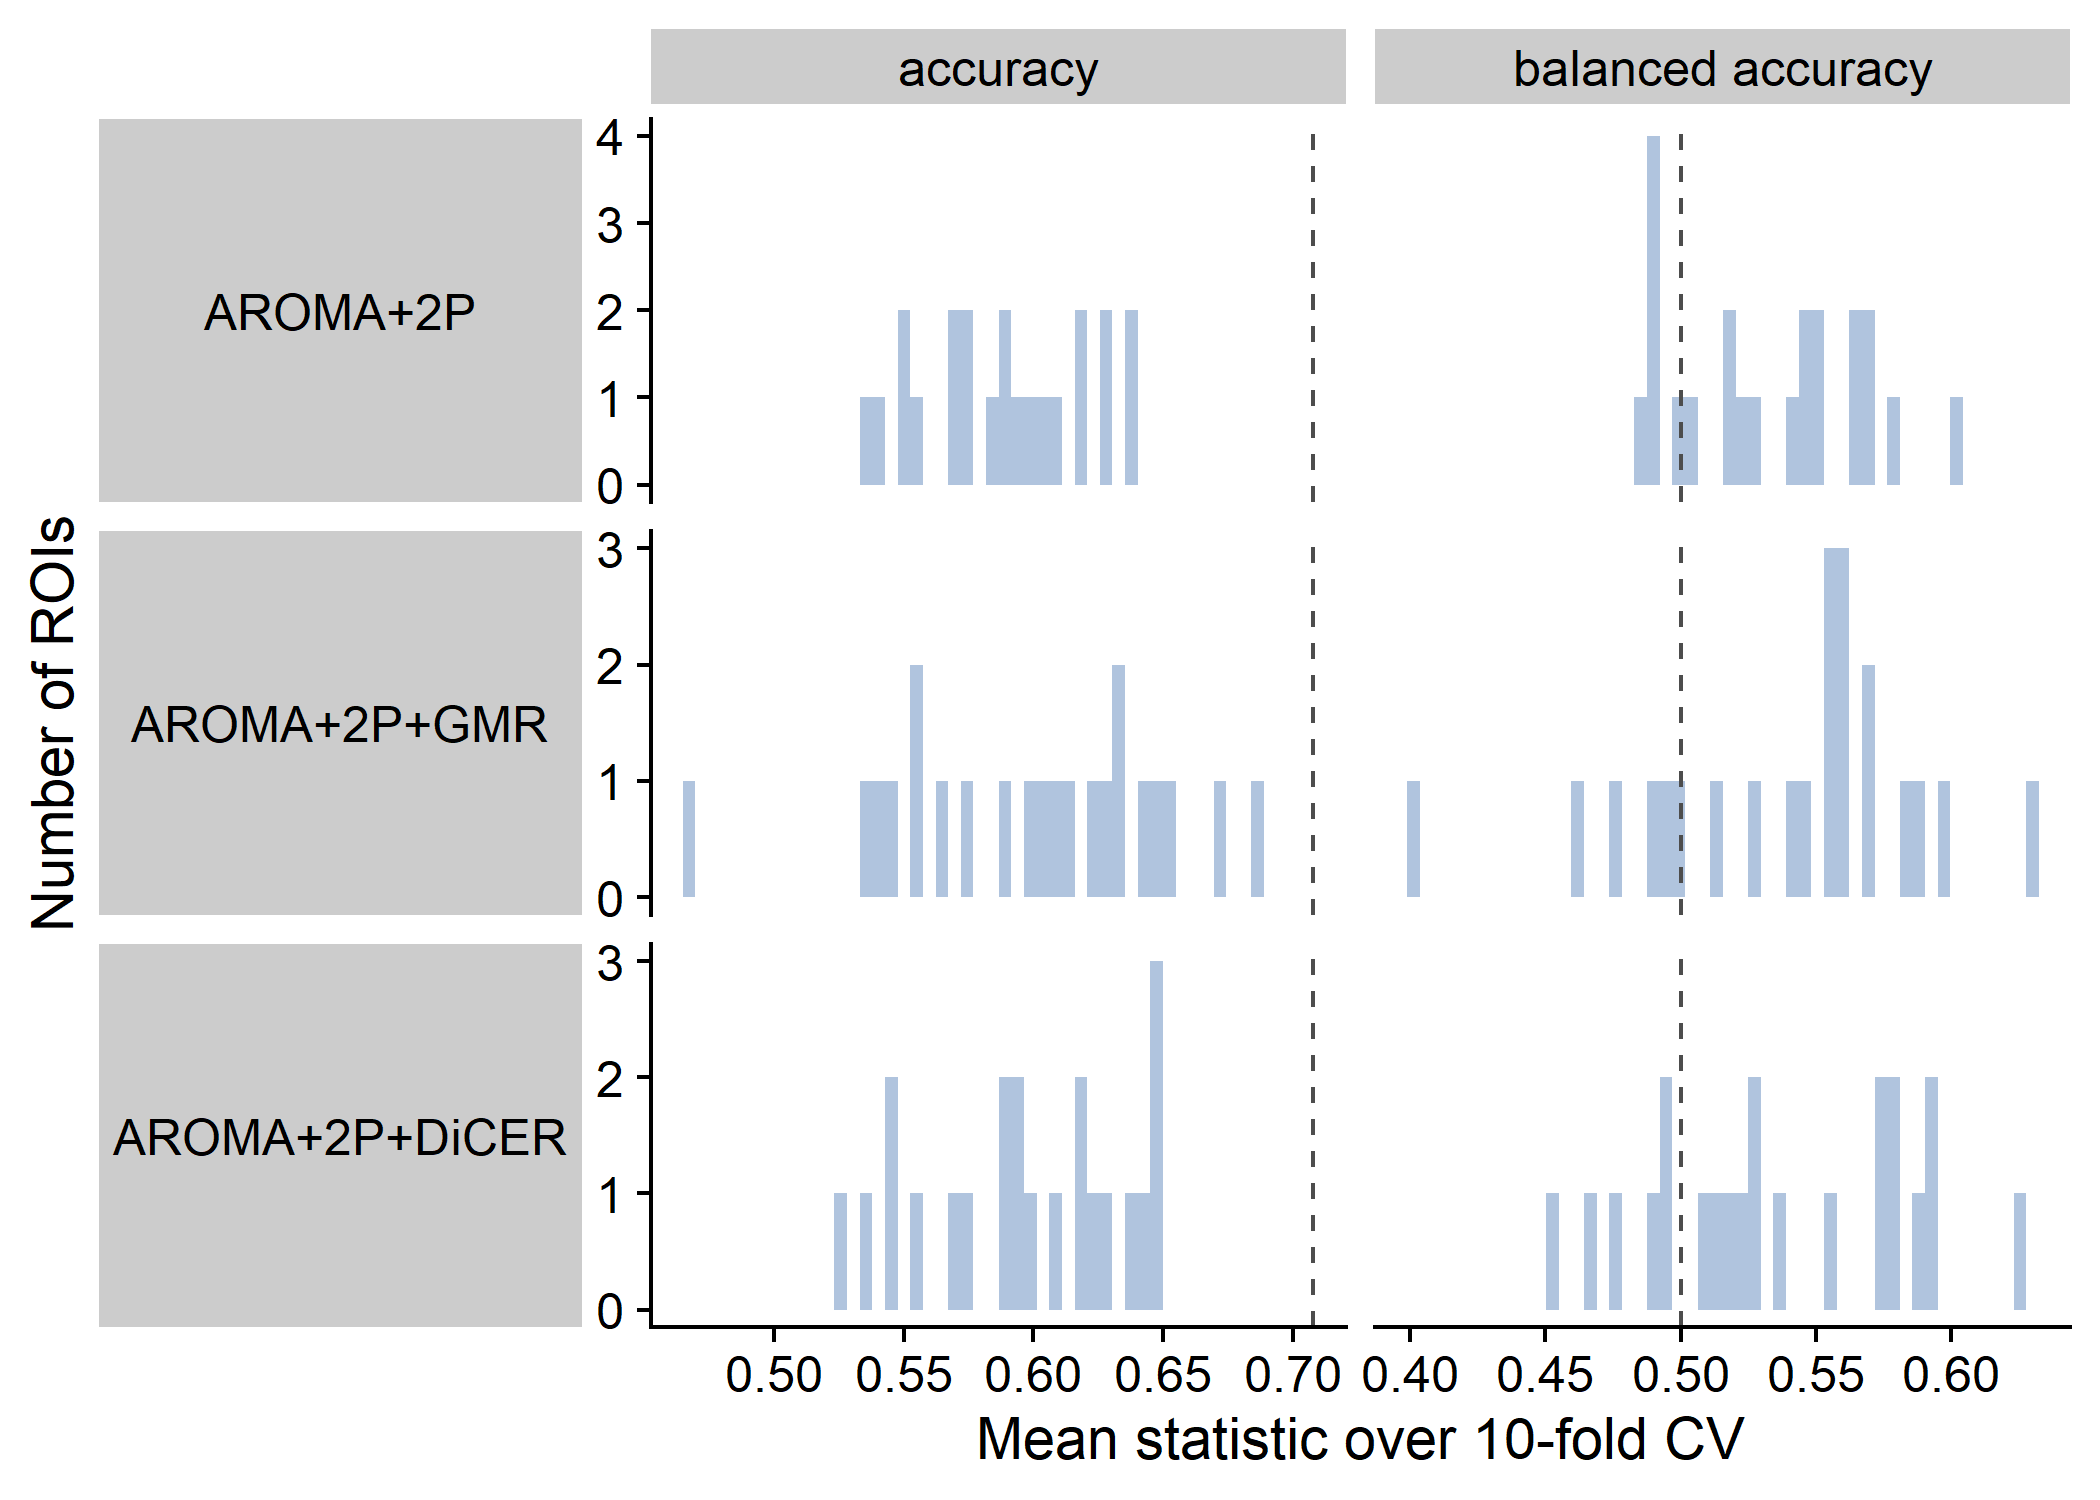 accuracy
balanced accuracy
Number of ROIs
AROMA+2P
4
3
2
1
0
AROMA+2P+GMR
3
2
1
0
AROMA+2P+DiCER
3
2
1
0
0.50 0.55 0.60 0.65 0.70
0.40 0.45 0.50 0.55 0.60
Mean statistic over 10-fold CV